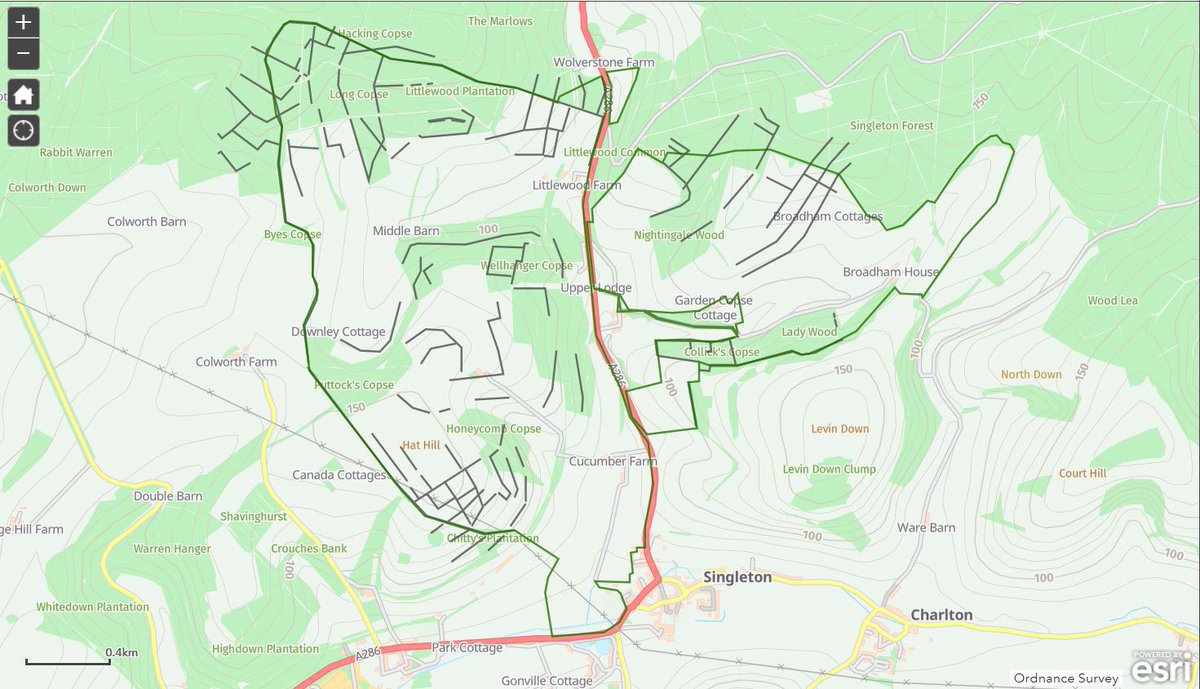 +
The Marlows
Hacking Copse
−
Wolverstone Farm
Long Copse
Littlewood Plantation
A286
150
Singleton Forest
Rabbit Warren
Littlewood Common
Colworth Down
Littlewood Farm
Colworth Barn
Broadham Cottages
Byes Copse
Middle Barn
100
Nightingale Wood
Wellhanger Copse
Broadham House
Upper Lodge
Garden Copse
Cottage
Wood Lea
Downley Cottage
Lady Wood
Colworth Farm
Collick's Copse
100
A286
150
North Down
150
Puttock's Copse
100
150
Honeycomb Copse
Levin Down
Hat Hill
Cucumber Farm
Levin Down Clump
Court Hill
Canada Cottages
Double Barn
Shavinghurst
ge Hill Farm
Ware Barn
Chitty's Plantation
100
Warren Hanger
Crouches Bank
100
100
Singleton
100
Whitedown Plantation
Charlton
Highdown Plantation
Park Cottage
0.4km
A286
POWERED BY
esri
Gonville Cottage
Ordnance Survey